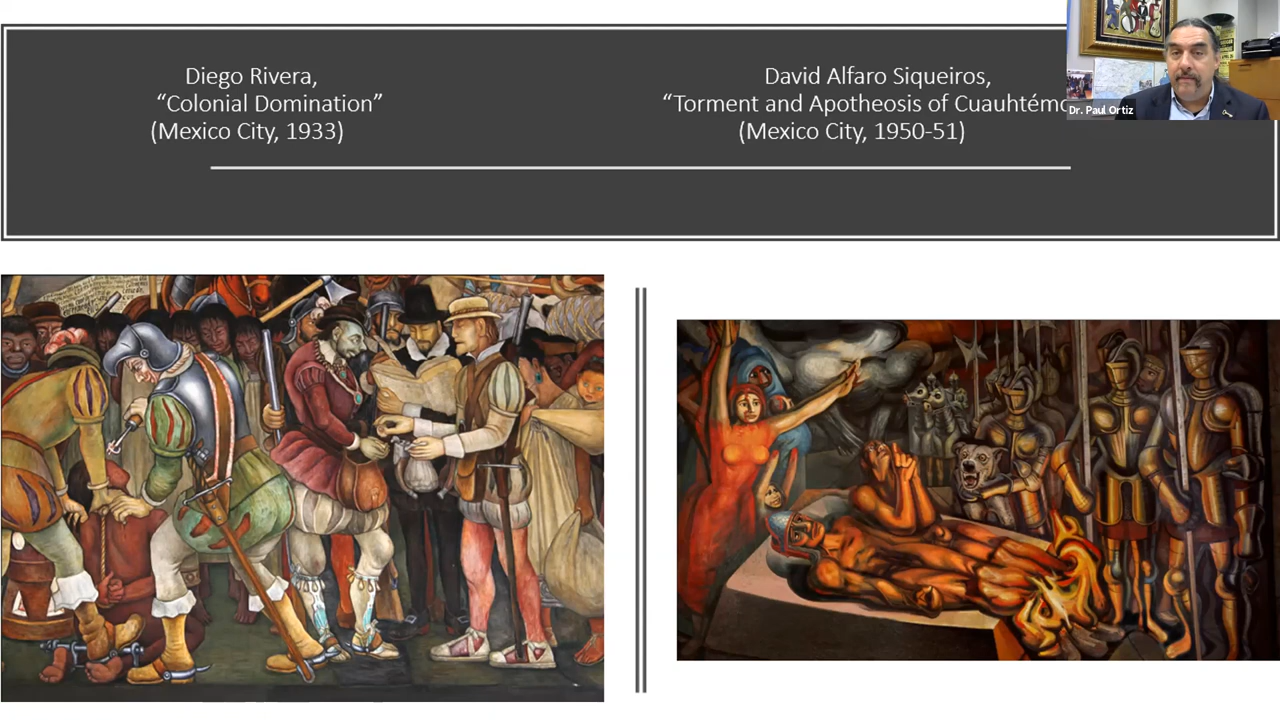 Diego Rivera,
“Colonial Domination”
(Mexico City, 1933)
David Alfaro Siqueiros,
“Torment and Apotheosis of Cuauhtémo
(Mexico City, 1950-51)
Dr. Paul Ortiz